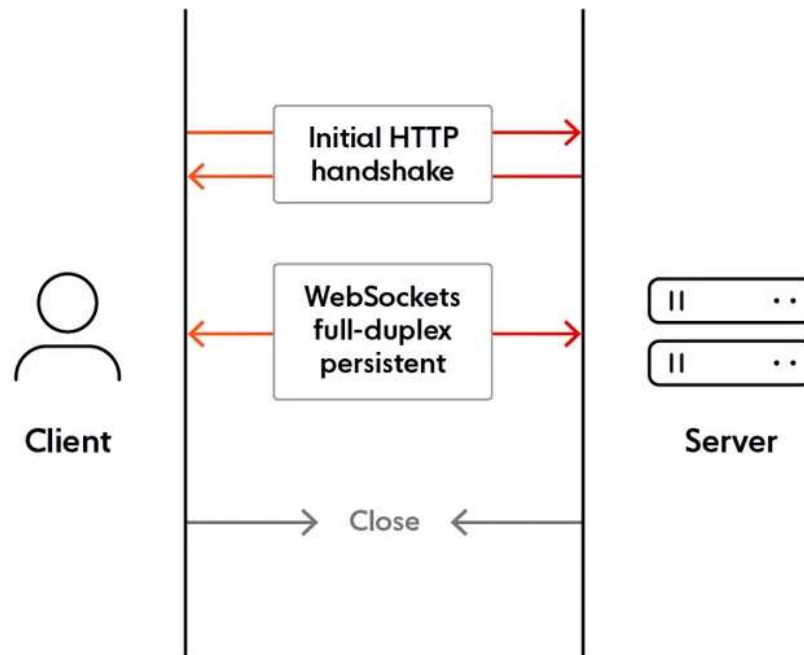 Initial HTTP
handshake
WebSockets
full-duplex
persistent
Client
Server
Close